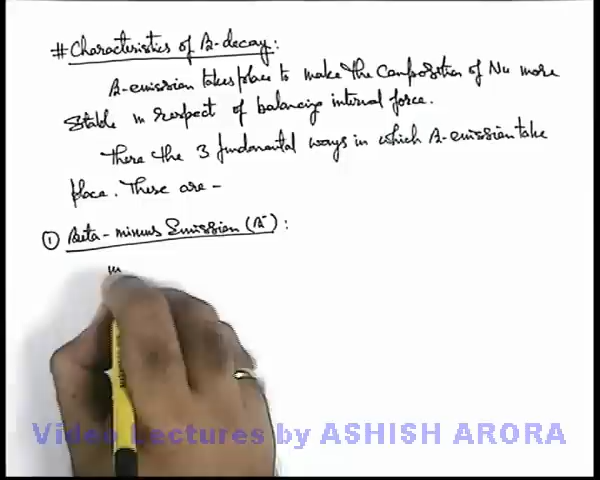 # Characteristics of β-decay :
β-emission takes place to make the composition of Nu more
stable in respect of balancing internal force.
There the 3 fundamental ways in which β-emission take
place. These are -
① Beta-minus Emission (β⁻) :
Video Lectures by ASHISH ARORA